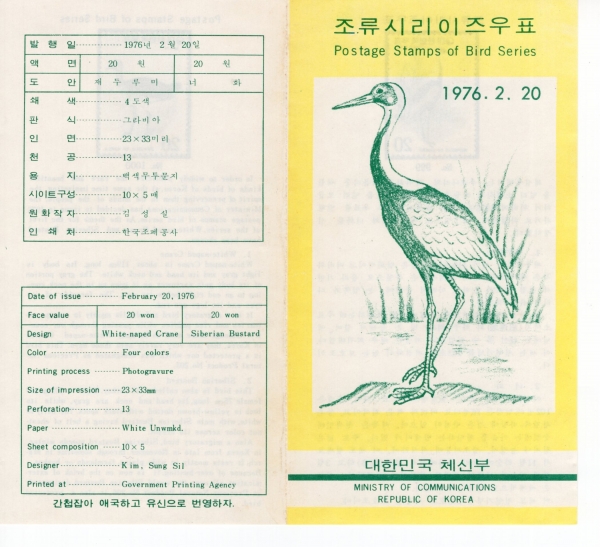 발 행 일 ············ 1976년 2월 20일
액 면 20 원 20 원
도 안 재 두 루 미 너 화
채 색 ············ 4 도색
판 식 ············ 그라비아
인 면 ············ 23×33미리
천 공 ············ 13
용 지 ············ 백색무투문지
시이트구성 ············ 10×5매
원화작자 ············ 김 성 실
인 쇄 처 ············ 한국조폐공사
Date of issue ············ February 20, 1976
Face value 20 won 20 won
Design White-naped Crane Siberian Bustard
Color ············ Four colors
Printing process ············ Photogravure
Size of impression ······ 23×33mm
Perforation ············ 13
Paper ············ White Unwmkd.
Sheet composition ······ 10×5
Designer ············ Kim, Sung Sil
Printed at ············ Government Printing Agency
간첩잡아 애국하고 유신으로 번영하자.
조류시리이즈우표
Postage Stamps of Bird Series
1976. 2. 20
대한민국 체신부
MINISTRY OF COMMUNICATIONS
REPUBLIC OF KOREA